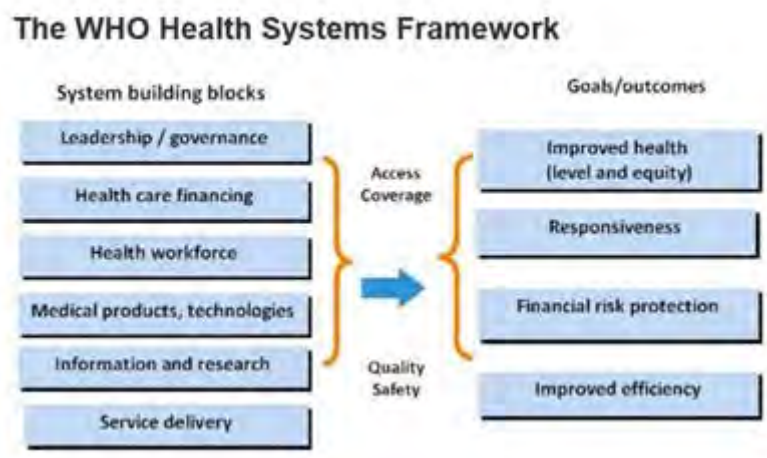 The WHO Health Systems Framework
System building blocks
Leadership / governance
Health care financing
Health workforce
Medical products, technologies
Information and research
Service delivery
Access
Coverage
Quality
Safety
Goals/outcomes
Improved health
(level and equity)
Responsiveness
Financial risk protection
Improved efficiency